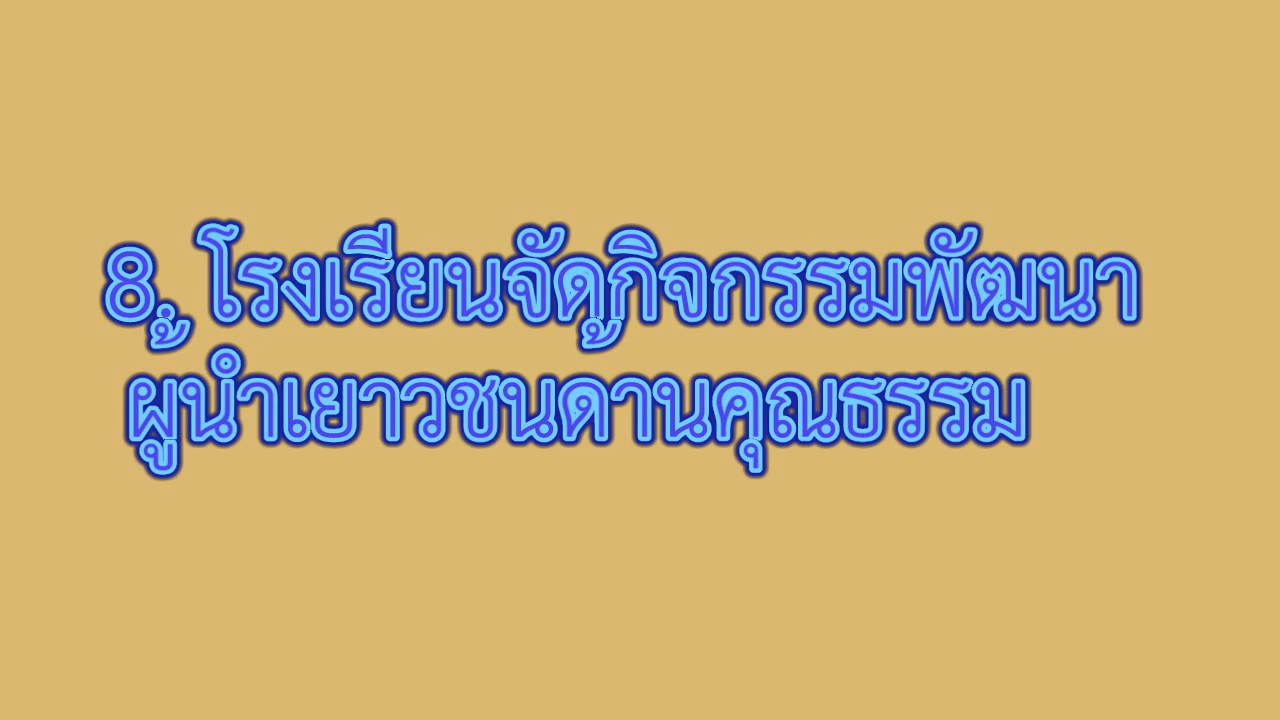 8. โรงเรียนจัดกิจกรรมพัฒนา
ผู้นำเยาวชนด้านคุณธรรม